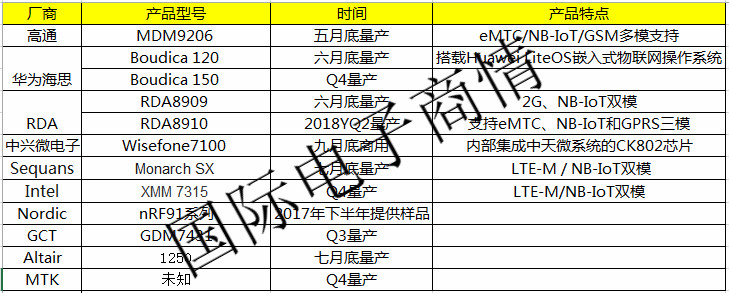 厂商 产品型号 时间 产品特点
高通 MDM9206 五月底量产 eMTC/NB-IoT/GSM多模支持
华为海思 Boudica 120 六月底量产 搭载Huawei LiteOS嵌入式物联网操作系统
Boudica 150 Q4量产
RDA RDA8909 六月底量产 2G、NB-IoT双模
RDA8910 2018YQ2量产 支持eMTC、NB-IoT和GPRS三模
中兴微电子 Wisefone7100 九月底商用 内部集成中天微系统的CK802芯片
Sequans Monarch SX 七月底量产 LTE-M / NB-IoT双模
Intel XMM 7315 Q4量产 LTE-M/NB-IoT双模
Nordic nRF91系列 2017年下半年提供样品
GCT GDM7431 Q3量产
Altair 1250 七月底量产
MTK 未知 Q4量产
国际电子商情